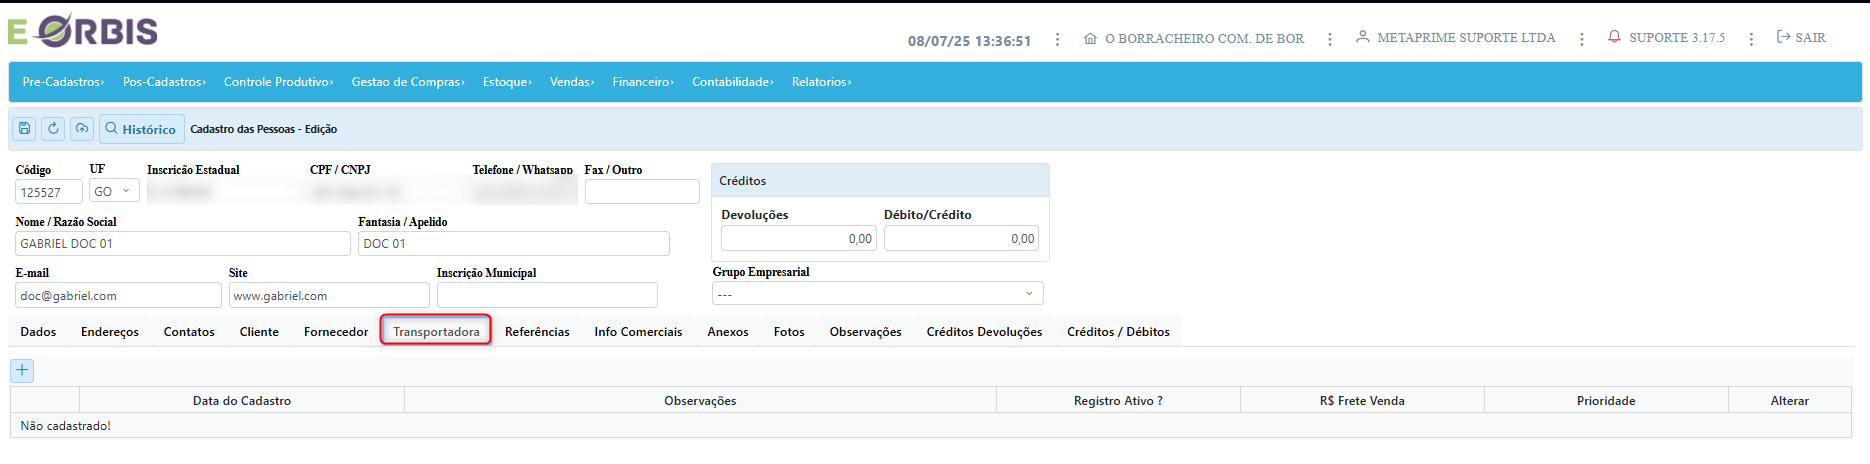 E ORBIS
08/07/25 13:36:51 O BORRACHEIRO COM. DE BOR METAPRIME SUPORTE LTDA SUPORTE 3.17.5 SAIR
Pre-Cadastros› Pos-Cadastros› Controle Produtivo› Gestao de Compras› Estoque› Vendas› Financeiro› Contabilidade› Relatorios›
Histórico Cadastro das Pessoas - Edição
Código UF Inscricão Estadual CPF / CNPJ Telefone / Whatsapp Fax / Outro
125527 GO
Créditos
Devoluções Débito/Crédito
0,00 0,00
Nome / Razão Social Fantasia / Apelido
GABRIEL DOC 01 DOC 01
E-mail Site Inscrição Municípal Grupo Empresarial
doc@gabriel.com www.gabriel.com ---
Dados Endereços Contatos Cliente Fornecedor Transportadora Referências Info Comerciais Anexos Fotos Observações Créditos Devoluções Créditos / Débitos
+
Data do Cadastro Observações Registro Ativo ? R$ Frete Venda Prioridade Alterar
Não cadastrado!